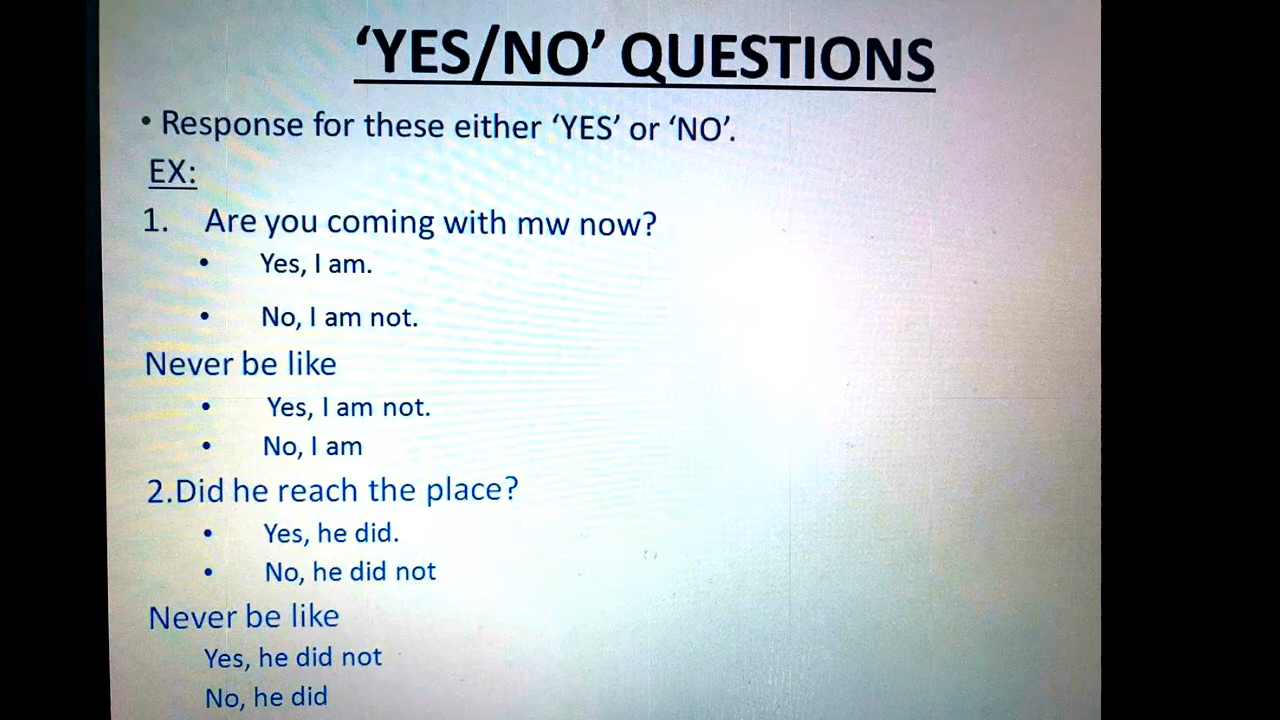 ‘YES/NO’ QUESTIONS
• Response for these either ‘YES’ or ‘NO’.
EX:
1. Are you coming with mw now?
• Yes, I am.
• No, I am not.
Never be like
• Yes, I am not.
• No, I am
2.Did he reach the place?
• Yes, he did.
• No, he did not
Never be like
Yes, he did not
No, he did